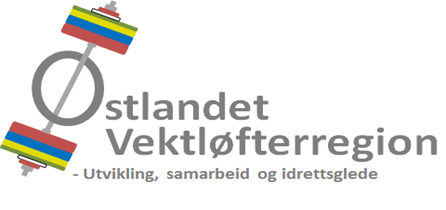 Østlandet
Vektløfterregion
- Utvikling, samarbeid og idrettsglede